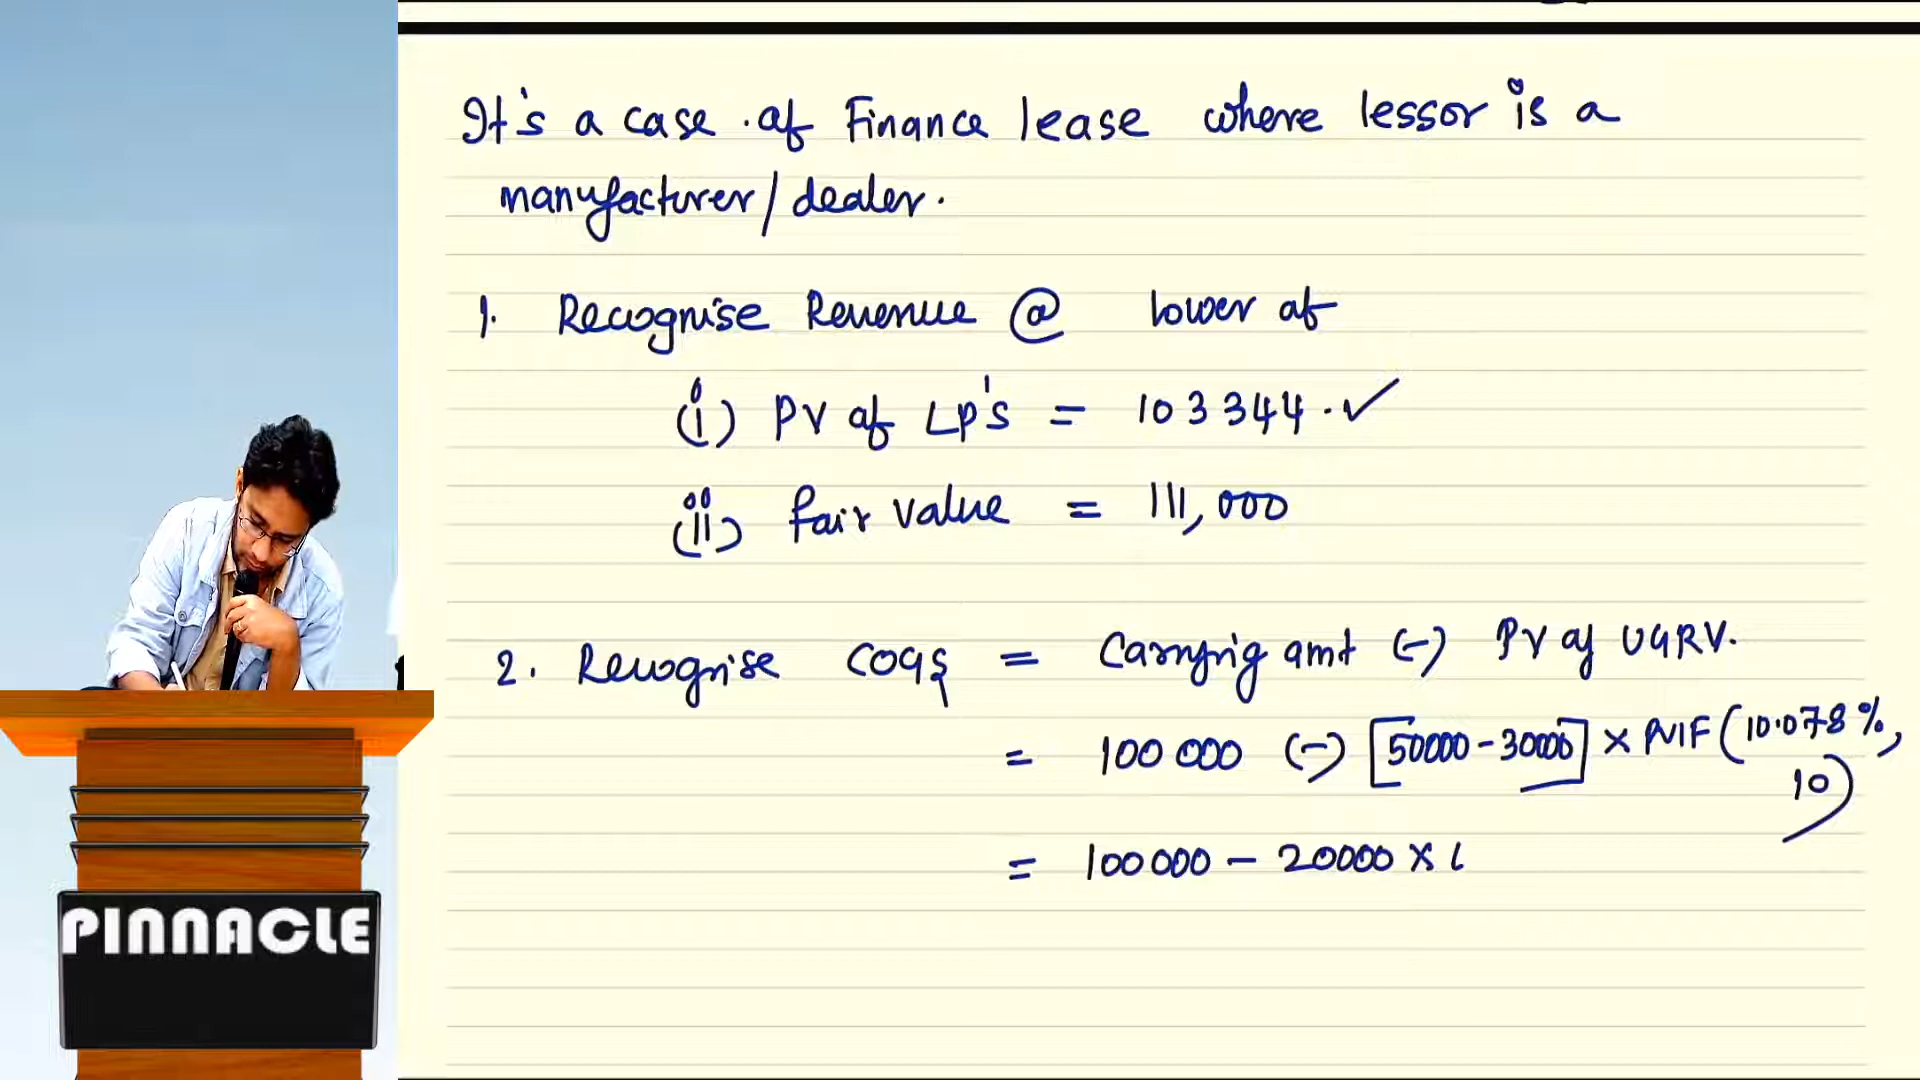 It's a case of Finance lease where lessor is a
manufacturer/dealer.
1. Recognise Revenue @ lower of
(i) PV of LP's = 103344. ✓
(ii) fair value = 111,000
2. Recognise COGS = Carrying amt (-) PV of UGRV.
= 100 000 (-) [50000-30000] × PVIF (10.078%,
10)
= 100 000 - 20000 ×
PINNACLE